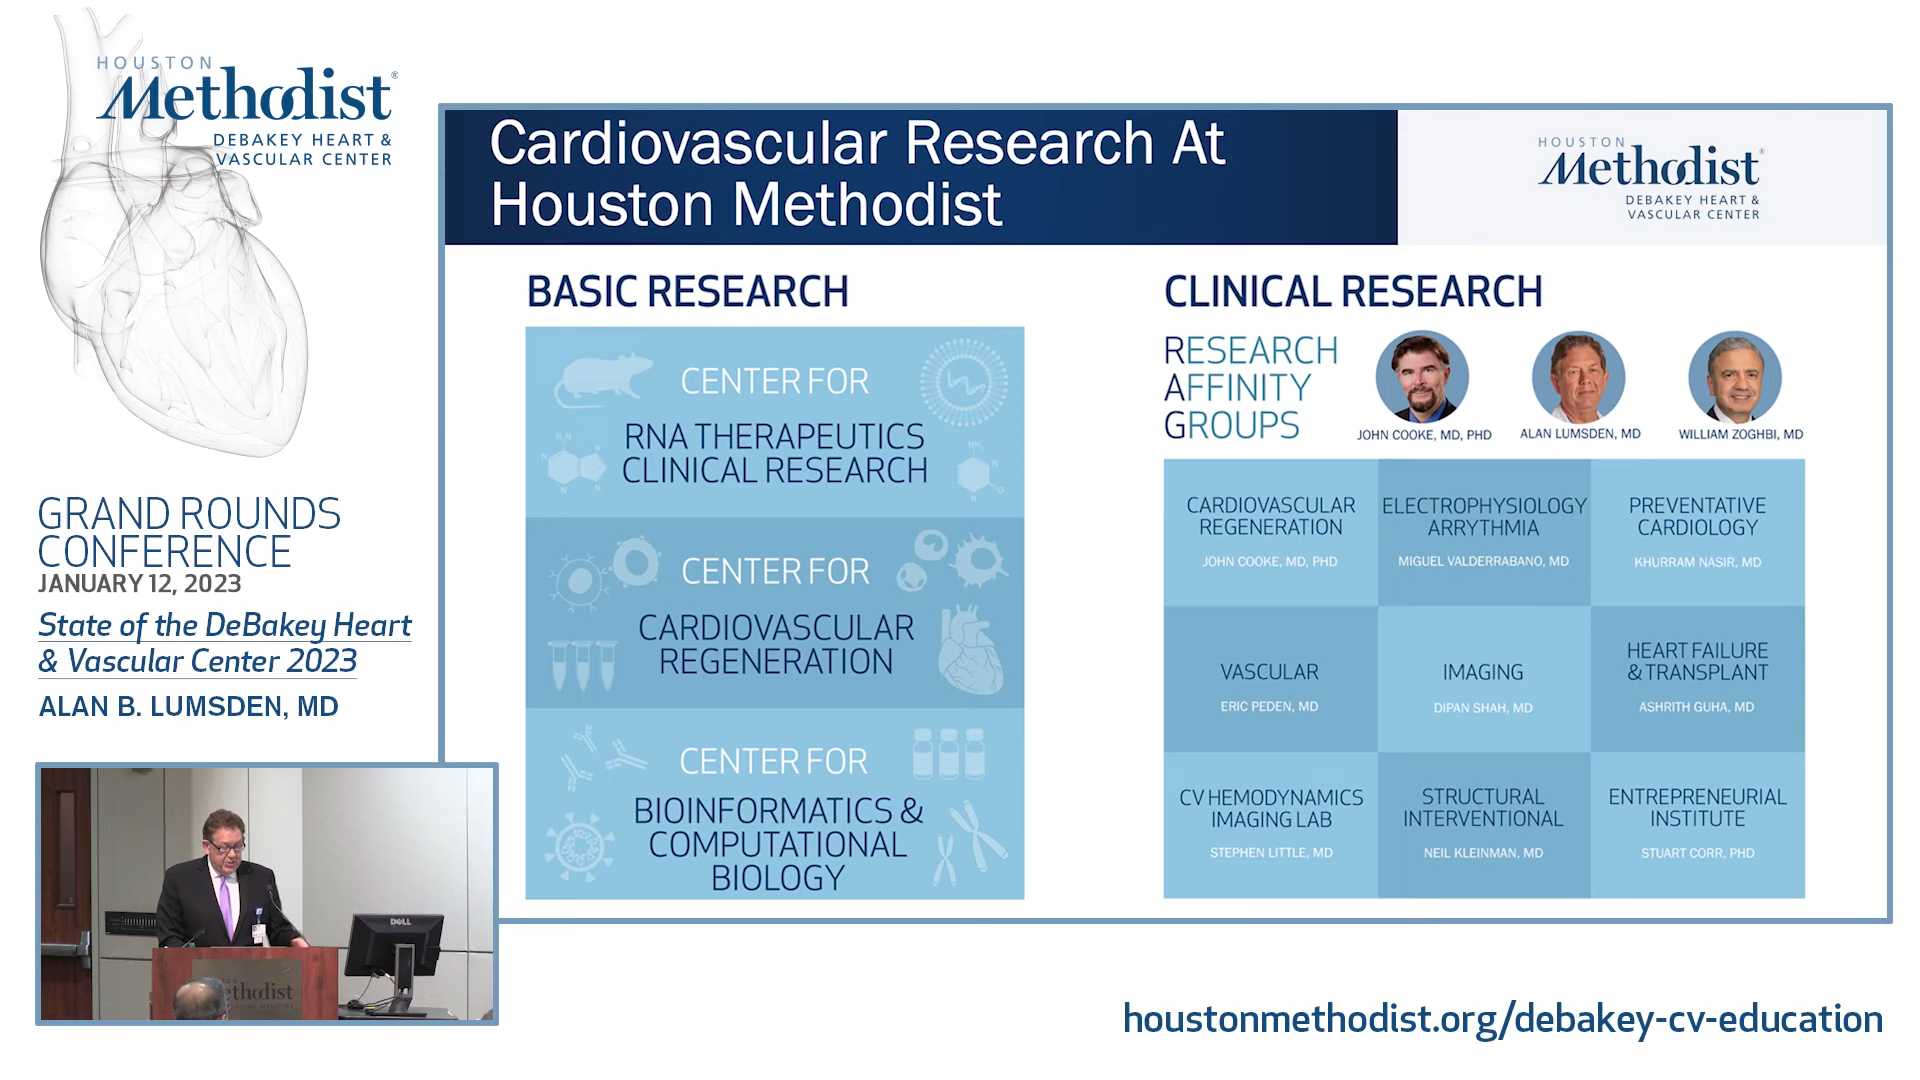 HOUSTON
Methodist®
DEBAKEY HEART &
VASCULAR CENTER
GRAND ROUNDS
CONFERENCE
JANUARY 12, 2023
State of the DeBakey Heart
& Vascular Center 2023
ALAN B. LUMSDEN, MD
Cardiovascular Research At
Houston Methodist
HOUSTON
Methodist®
DEBAKEY HEART &
VASCULAR CENTER
BASIC RESEARCH
CENTER FOR
RNA THERAPEUTICS
CLINICAL RESEARCH
CENTER FOR
CARDIOVASCULAR
REGENERATION
CENTER FOR
BIOINFORMATICS &
COMPUTATIONAL
BIOLOGY
CLINICAL RESEARCH
RESEARCH
AFFINITY
GROUPS
JOHN COOKE, MD, PHD
ALAN LUMSDEN, MD
WILLIAM ZOGHBI, MD
CARDIOVASCULAR
REGENERATION
JOHN COOKE, MD, PHD
ELECTROPHYSIOLOGY
ARRYTHMIA
MIGUEL VALDERRABANO, MD
PREVENTATIVE
CARDIOLOGY
KHURRAM NASIR, MD
VASCULAR
ERIC PEDEN, MD
IMAGING
DIPAN SHAH, MD
HEART FAILURE
& TRANSPLANT
ASHRITH GUHA, MD
CV HEMODYNAMICS
IMAGING LAB
STEPHEN LITTLE, MD
STRUCTURAL
INTERVENTIONAL
NEIL KLEINMAN, MD
ENTREPRENEURIAL
INSTITUTE
STUART CORR, PHD
DELL
houstonmethodist.org/debakey-cv-education